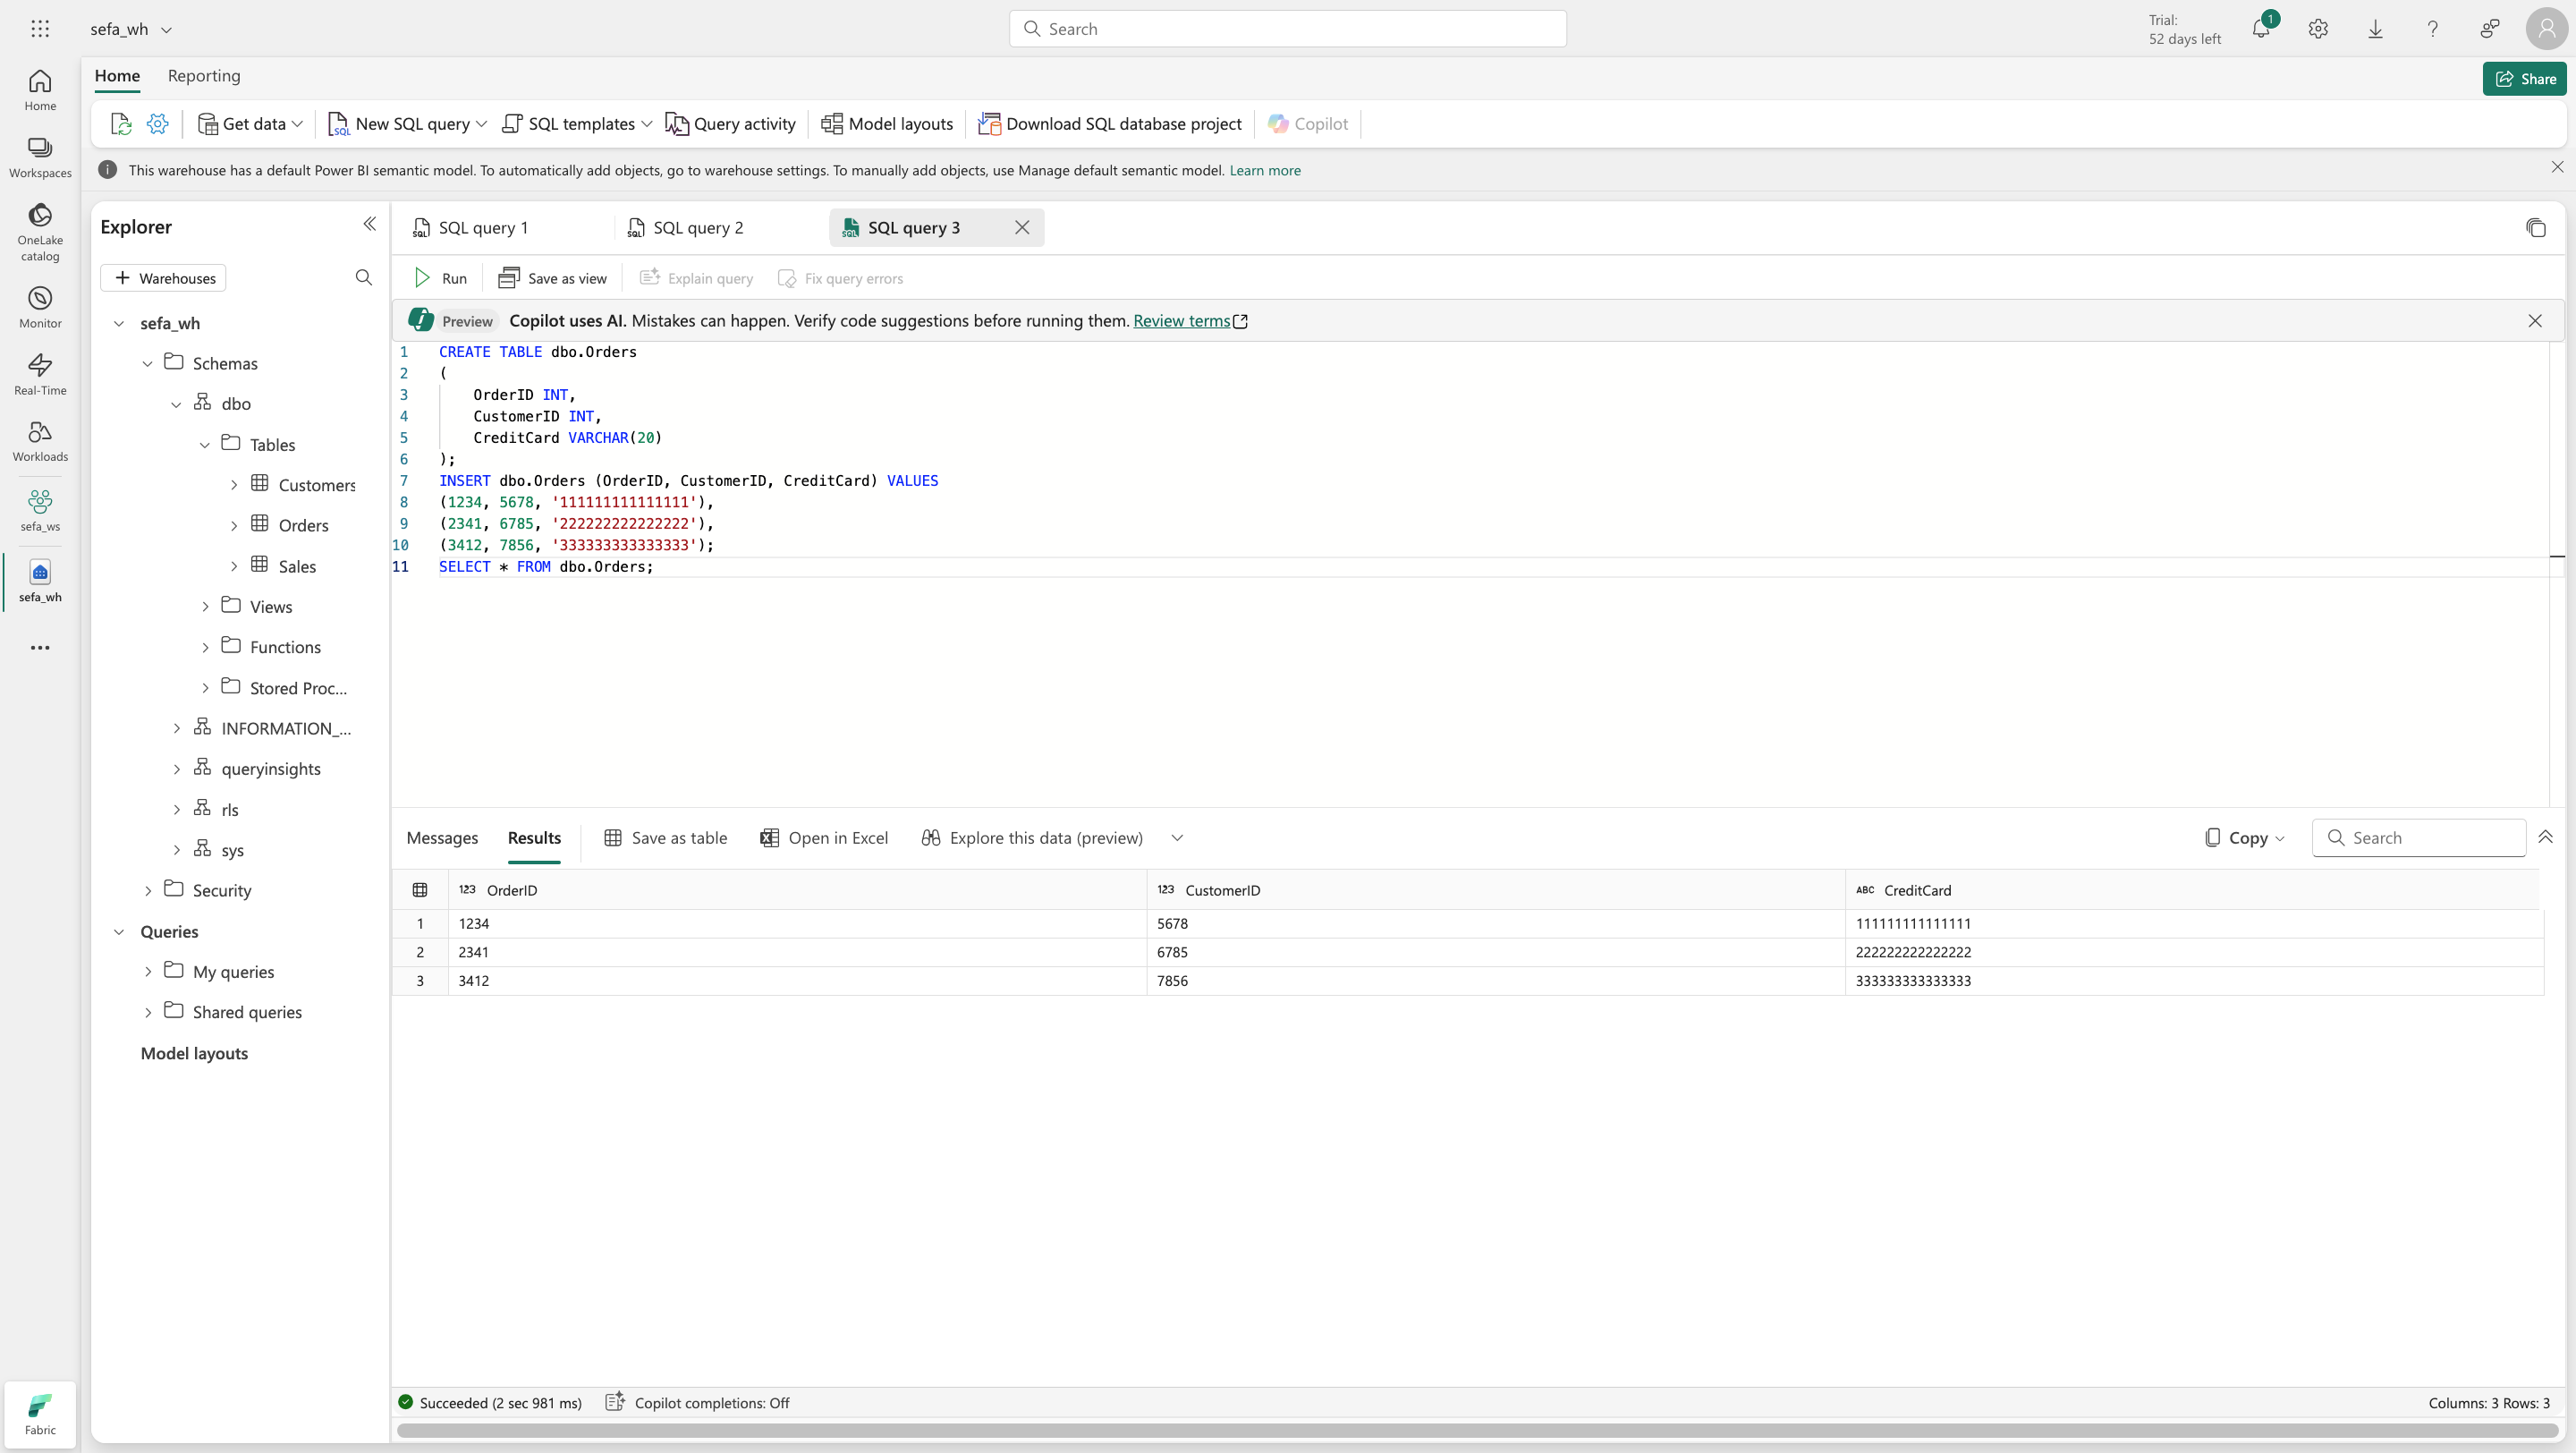 sefa_wh
Search
Trial:
52 days left
1
Home
Reporting
Share
Get data
New SQL query
SQL templates
Query activity
Model layouts
Download SQL database project
Copilot
This warehouse has a default Power BI semantic model. To automatically add objects, go to warehouse settings. To manually add objects, use Manage default semantic model. Learn more
Home
Workspaces
OneLake
catalog
Monitor
Real-Time
Workloads
sefa_ws
sefa_wh
Fabric
Explorer
Warehouses
sefa_wh
Schemas
dbo
Tables
Customers
Orders
Sales
Views
Functions
Stored Proc...
INFORMATION_...
queryinsights
rls
sys
Security
Queries
My queries
Shared queries
Model layouts
SQL query 1
SQL query 2
SQL query 3
Run
Save as view
Explain query
Fix query errors
Preview Copilot uses AI. Mistakes can happen. Verify code suggestions before running them. Review terms
1 CREATE TABLE dbo.Orders
2 (
3 OrderID INT,
4 CustomerID INT,
5 CreditCard VARCHAR(20)
6 );
7 INSERT dbo.Orders (OrderID, CustomerID, CreditCard) VALUES
8 (1234, 5678, '111111111111111'),
9 (2341, 6785, '222222222222222'),
10 (3412, 7856, '333333333333333');
11 SELECT * FROM dbo.Orders;
Messages
Results
Save as table
Open in Excel
Explore this data (preview)
Copy
Search
123 OrderID 123 CustomerID ABC CreditCard
1 1234 5678 111111111111111
2 2341 6785 222222222222222
3 3412 7856 333333333333333
Succeeded (2 sec 981 ms)
Copilot completions: Off
Columns: 3 Rows: 3